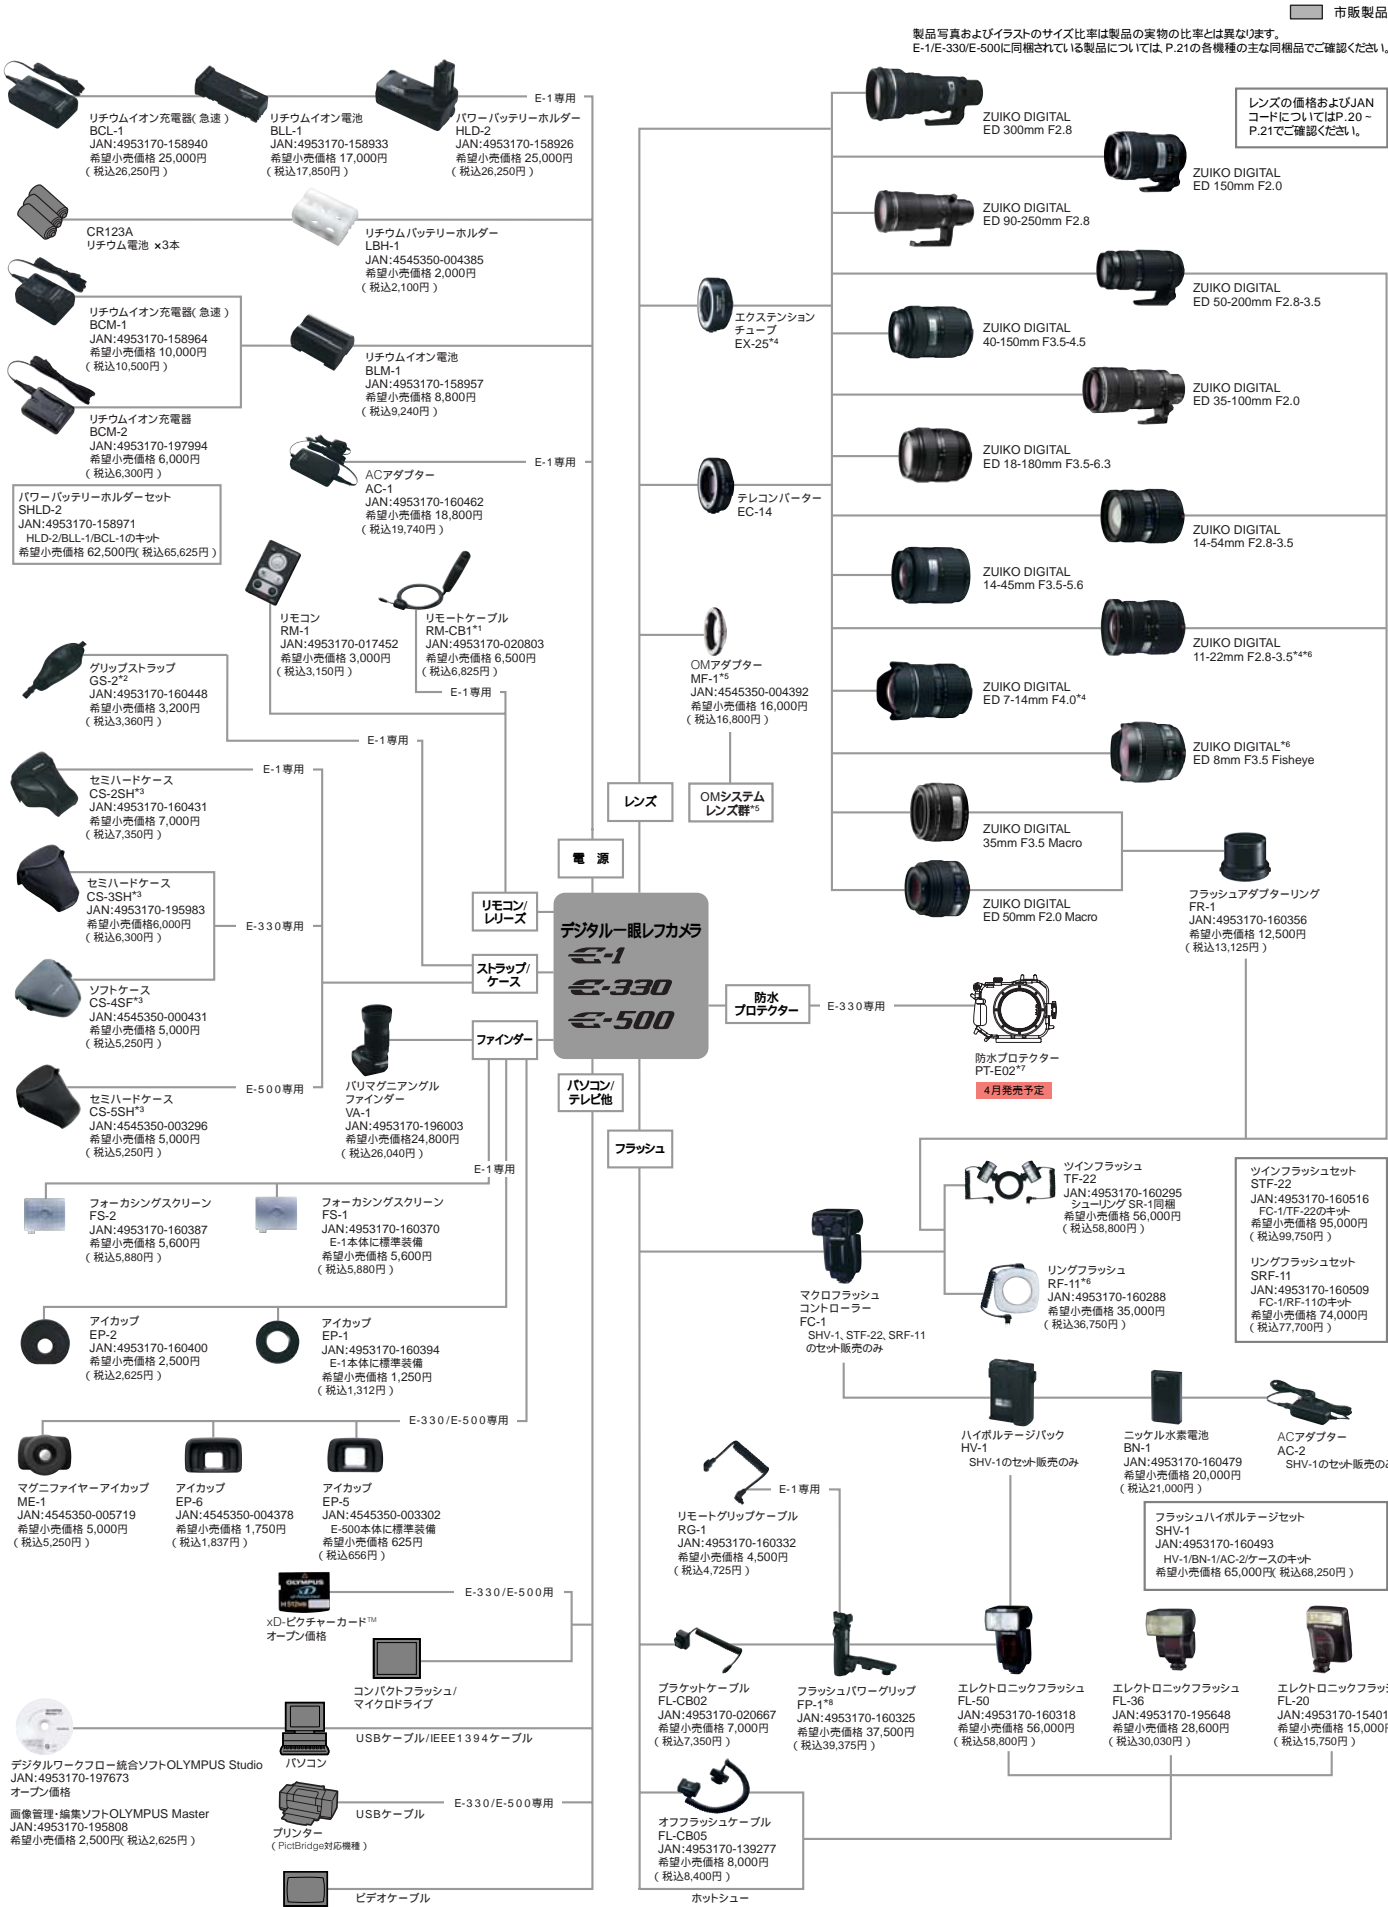 市販製品
製品写真およびイラストのサイズ比率は製品の実物の比率とは異なります。
E-1/E-330/E-500に同梱されている製品については、P.21の各機種の主な同梱品でご確認ください。
レンズの価格およびJAN
コードについてはP.20~
P.21でご確認ください。
リチウムイオン充電器(急速)
BCL-1
JAN:4953170-158940
希望小売価格 25,000円
(税込26,250円)
リチウムイオン電池
BLL-1
JAN:4953170-158933
希望小売価格 17,000円
(税込17,850円)
パワーバッテリーホルダー
HLD-2
JAN:4953170-158926
希望小売価格 25,000円
(税込26,250円)
E-1専用
CR123A
リチウム電池 ×3本
リチウムバッテリーホルダー
LBH-1
JAN:4545350-004385
希望小売価格 2,000円
(税込2,100円)
リチウムイオン充電器(急速)
BCM-1
JAN:4953170-158964
希望小売価格 10,000円
(税込10,500円)
リチウムイオン電池
BLM-1
JAN:4953170-158957
希望小売価格 8,800円
(税込9,240円)
リチウムイオン充電器
BCM-2
JAN:4953170-197994
希望小売価格 6,000円
(税込6,300円)
ACアダプター
AC-1
JAN:4953170-160462
希望小売価格 18,800円
(税込19,740円)
E-1専用
パワーバッテリーホルダーセット
SHLD-2
JAN:4953170-158971
HLD-2/BLL-1/BCL-1のキット
希望小売価格 62,500円(税込65,625円)
リモコン
RM-1
JAN:4953170-017452
希望小売価格 3,000円
(税込3,150円)
リモートケーブル
RM-CB1*1
JAN:4953170-020803
希望小売価格 6,500円
(税込6,825円)
E-1専用
グリップストラップ
GS-2*2
JAN:4953170-160448
希望小売価格 3,200円
(税込3,360円)
E-1専用
セミハードケース
CS-2SH*3
JAN:4953170-160431
希望小売価格 7,000円
(税込7,350円)
E-1専用
セミハードケース
CS-3SH*3
JAN:4953170-195983
希望小売価格6,000円
(税込6,300円)
E-330専用
ソフトケース
CS-4SF*3
JAN:4545350-000431
希望小売価格 5,000円
(税込5,250円)
セミハードケース
CS-5SH*3
JAN:4545350-003296
希望小売価格 5,000円
(税込5,250円)
E-500専用
バリマグニアングル
ファインダー
VA-1
JAN:4953170-196003
希望小売価格24,800円
(税込26,040円)
E-1専用
フォーカシングスクリーン
FS-2
JAN:4953170-160387
希望小売価格 5,600円
(税込5,880円)
フォーカシングスクリーン
FS-1
JAN:4953170-160370
E-1本体に標準装備
希望小売価格 5,600円
(税込5,880円)
アイカップ
EP-2
JAN:4953170-160400
希望小売価格 2,500円
(税込2,625円)
アイカップ
EP-1
JAN:4953170-160394
E-1本体に標準装備
希望小売価格 1,250円
(税込1,312円)
E-330/E-500専用
マグニファイヤーアイカップ
ME-1
JAN:4545350-005719
希望小売価格 5,000円
(税込5,250円)
アイカップ
EP-6
JAN:4545350-004378
希望小売価格 1,750円
(税込1,837円)
アイカップ
EP-5
JAN:4545350-003302
E-500本体に標準装備
希望小売価格 625円
(税込656円)
OLYMPUS
xD-ピクチャーカード™
オープン価格
E-330/E-500用
コンパクトフラッシュ/
マイクロドライブ
デジタルワークフロー統合ソフトOLYMPUS Studio
JAN:4953170-197673
オープン価格
画像管理・編集ソフトOLYMPUS Master
JAN:4953170-195808
希望小売価格 2,500円(税込2,625円)
パソコン
USBケーブル/IEEE1394ケーブル
プリンター
(PictBridge対応機種)
USBケーブル
E-330/E-500専用
ビデオケーブル
電 源
リモコン/
レリーズ
ストラップ/
ケース
ファインダー
パソコン/
テレビ他
レンズ
フラッシュ
防水
プロテクター
デジタル一眼レフカメラ
E-1
E-330
E-500
エクステンション
チューブ
EX-25*4
テレコンバーター
EC-14
OMアダプター
MF-1*5
JAN:4545350-004392
希望小売価格 16,000円
(税込16,800円)
OMシステム
レンズ群*5
ZUIKO DIGITAL
ED 300mm F2.8
ZUIKO DIGITAL
ED 150mm F2.0
ZUIKO DIGITAL
ED 90-250mm F2.8
ZUIKO DIGITAL
ED 50-200mm F2.8-3.5
ZUIKO DIGITAL
40-150mm F3.5-4.5
ZUIKO DIGITAL
ED 35-100mm F2.0
ZUIKO DIGITAL
ED 18-180mm F3.5-6.3
ZUIKO DIGITAL
14-54mm F2.8-3.5
ZUIKO DIGITAL
14-45mm F3.5-5.6
ZUIKO DIGITAL
11-22mm F2.8-3.5*4*6
ZUIKO DIGITAL
ED 7-14mm F4.0*4
ZUIKO DIGITAL*6
ED 8mm F3.5 Fisheye
ZUIKO DIGITAL
35mm F3.5 Macro
ZUIKO DIGITAL
ED 50mm F2.0 Macro
フラッシュアダプターリング
FR-1
JAN:4953170-160356
希望小売価格 12,500円
(税込13,125円)
E-330専用
防水プロテクター
PT-E02*7
4月発売予定
ツインフラッシュ
TF-22
JAN:4953170-160295
シューリング SR-1同梱
希望小売価格 56,000円
(税込58,800円)
リングフラッシュ
RF-11*6
JAN:4953170-160288
希望小売価格 35,000円
(税込36,750円)
ツインフラッシュセット
STF-22
JAN:4953170-160516
FC-1/TF-22のキット
希望小売価格 95,000円
(税込99,750円)
リングフラッシュセット
SRF-11
JAN:4953170-160509
FC-1/RF-11のキット
希望小売価格 74,000円
(税込77,700円)
マクロフラッシュ
コントローラー
FC-1
SHV-1、STF-22、SRF-11
のセット販売のみ
ハイボルテージパック
HV-1
SHV-1のセット販売のみ
ニッケル水素電池
BN-1
JAN:4953170-160479
希望小売価格 20,000円
(税込21,000円)
ACアダプター
AC-2
SHV-1のセット販売の
フラッシュハイボルテージセット
SHV-1
JAN:4953170-160493
HV-1/BN-1/AC-2/ケースのキット
希望小売価格 65,000円(税込68,250円)
リモートグリップケーブル
RG-1
JAN:4953170-160332
希望小売価格 4,500円
(税込4,725円)
E-1専用
ブラケットケーブル
FL-CB02
JAN:4953170-020667
希望小売価格 7,000円
(税込7,350円)
フラッシュパワーグリップ
FP-1*8
JAN:4953170-160325
希望小売価格 37,500円
(税込39,375円)
エレクトロニックフラッシュ
FL-50
JAN:4953170-160318
希望小売価格 56,000円
(税込58,800円)
エレクトロニックフラッシュ
FL-36
JAN:4953170-195648
希望小売価格 28,600円
(税込30,030円)
エレクトロニックフラッシ
FL-20
JAN:4953170-15401
希望小売価格 15,000
(税込15,750円)
オフフラッシュケーブル
FL-CB05
JAN:4953170-139277
希望小売価格 8,000円
(税込8,400円)
ホットシュー